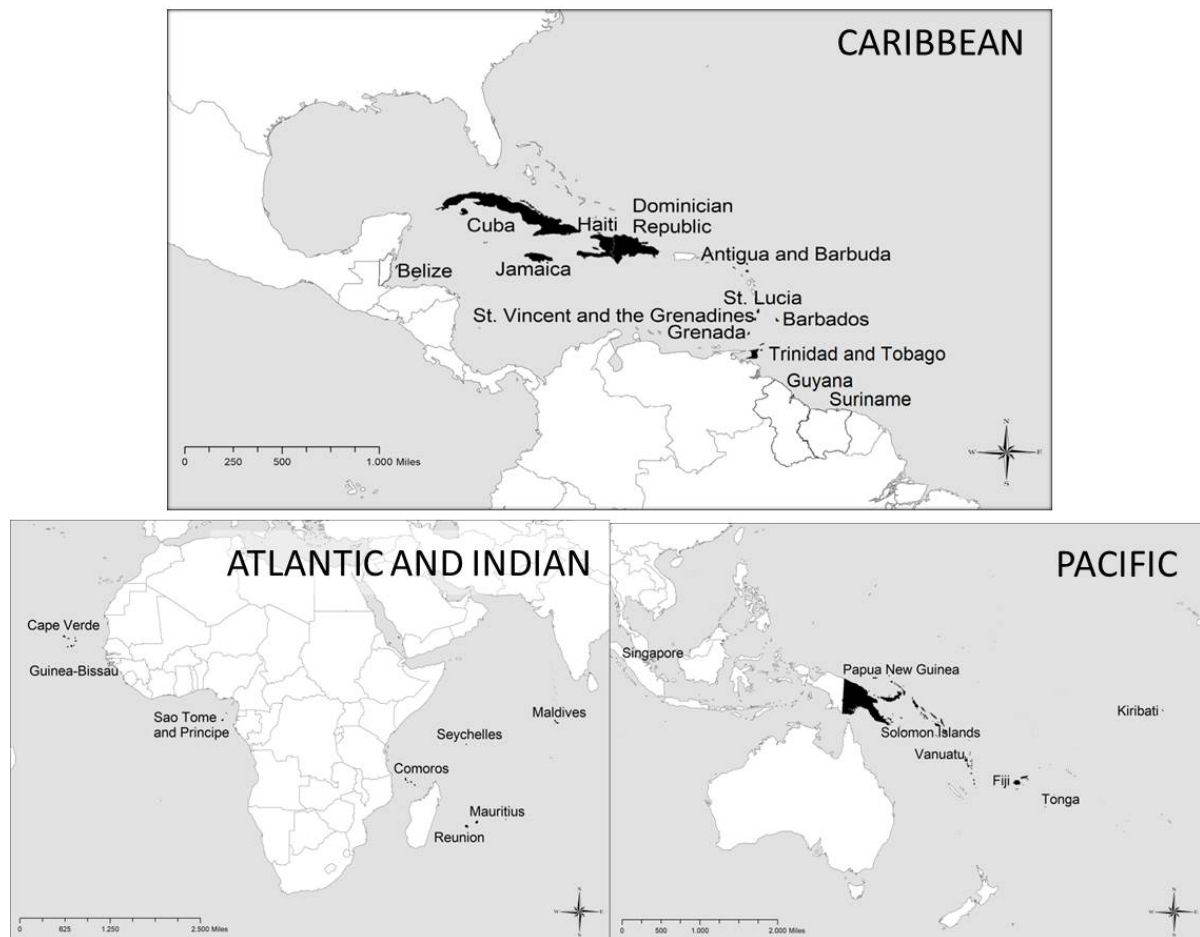 CARIBBEAN
Dominician
Republic
Cuba
Haiti
Antigua and Barbuda
Jamaica
Belize
St. Lucia
St. Vincent and the Grenadines
Barbados
Grenada
Trinidad and Tobago
Guyana
Suriname
N
W
E
S
0 250 500 1.000 Miles
ATLANTIC AND INDIAN
Cape Verde
Guinea-Bissau
Sao Tome
and Principe
Maldives
Seychelles
Comoros
Mauritius
Reunion
N
W
E
S
0 625 1.250 2.500 Miles
PACIFIC
Singapore
Papua New Guinea
Kiribati
Solomon Islands
Vanuatu
Fiji
Tonga
N
W
E
S
0 500 1.000 2.000 Miles